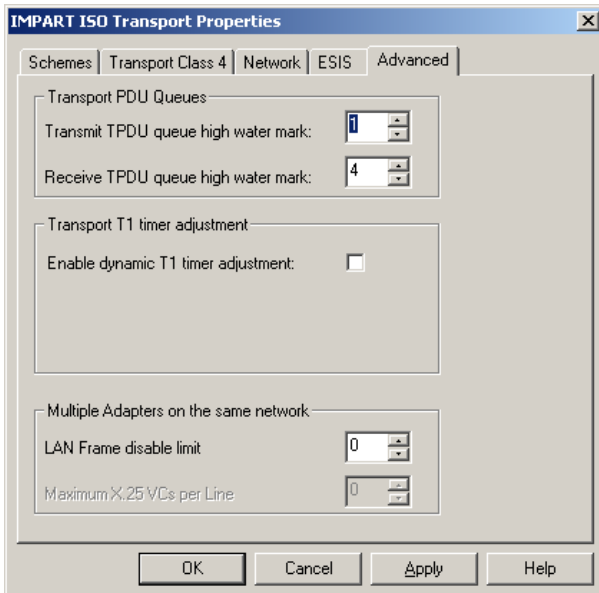 IMPART ISO Transport Properties
Schemes Transport Class 4 Network ESIS Advanced
Transport PDU Queues
Transmit TPDU queue high water mark: 1
Receive TPDU queue high water mark: 4
Transport T1 timer adjustment
Enable dynamic T1 timer adjustment:
Multiple Adapters on the same network
LAN Frame disable limit 0
Maximum X.25 VCs per Line 0
OK Cancel Apply Help